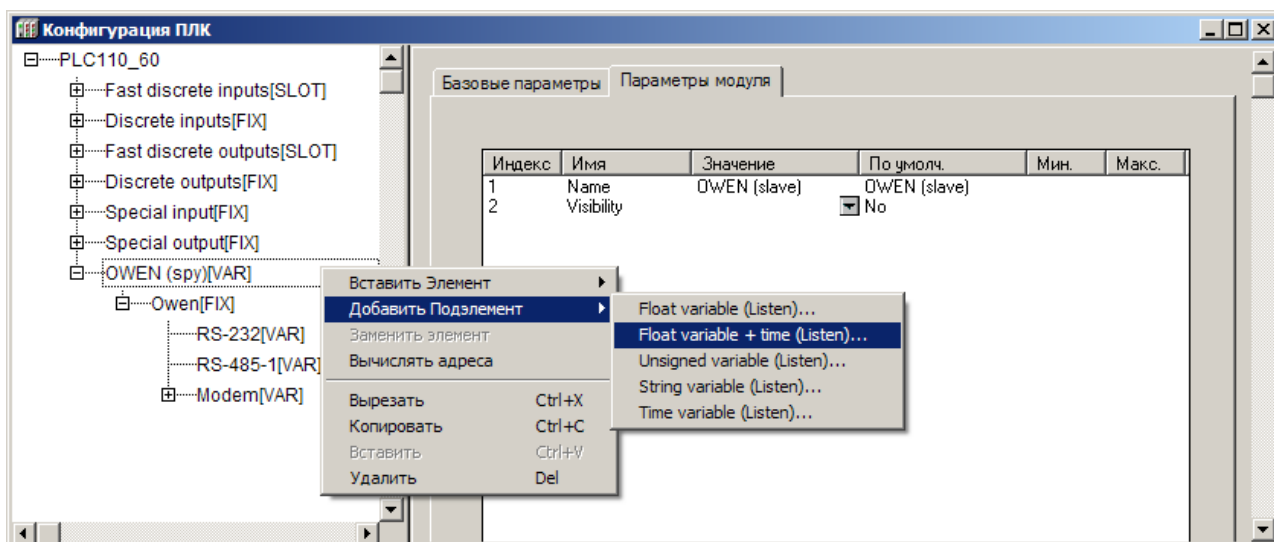 Конфигурация ПЛК
PLC110_60
Fast discrete inputs[SLOT]
Discrete inputs[FIX]
Fast discrete outputs[SLOT]
Discrete outputs[FIX]
Special input[FIX]
Special output[FIX]
OWEN (spy)[VAR]
Owen[FIX]
RS-232[VAR]
RS-485-1[VAR]
Modem[VAR]
Базовые параметры Параметры модуля
Индекс Имя Значение По умолч. Мин. Макс.
1 Name OWEN (slave) OWEN (slave)
2 Visibility No
Вставить Элемент
Добавить Подэлемент
Заменить элемент
Вычислять адреса
Вырезать Ctrl+X
Копировать Ctrl+C
Вставить Ctrl+V
Удалить Del
Float variable (Listen)...
Float variable + time (Listen)...
Unsigned variable (Listen)...
String variable (Listen)...
Time variable (Listen)...